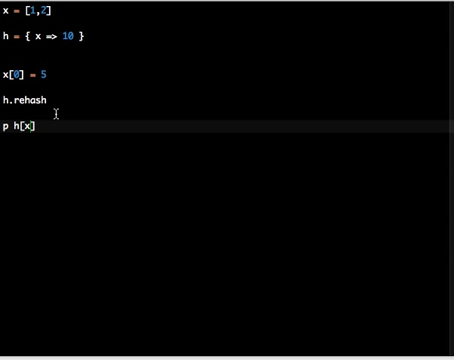 x = [1,2]
h = { x => 10 }
x[0] = 5
h.rehash
p h[x]